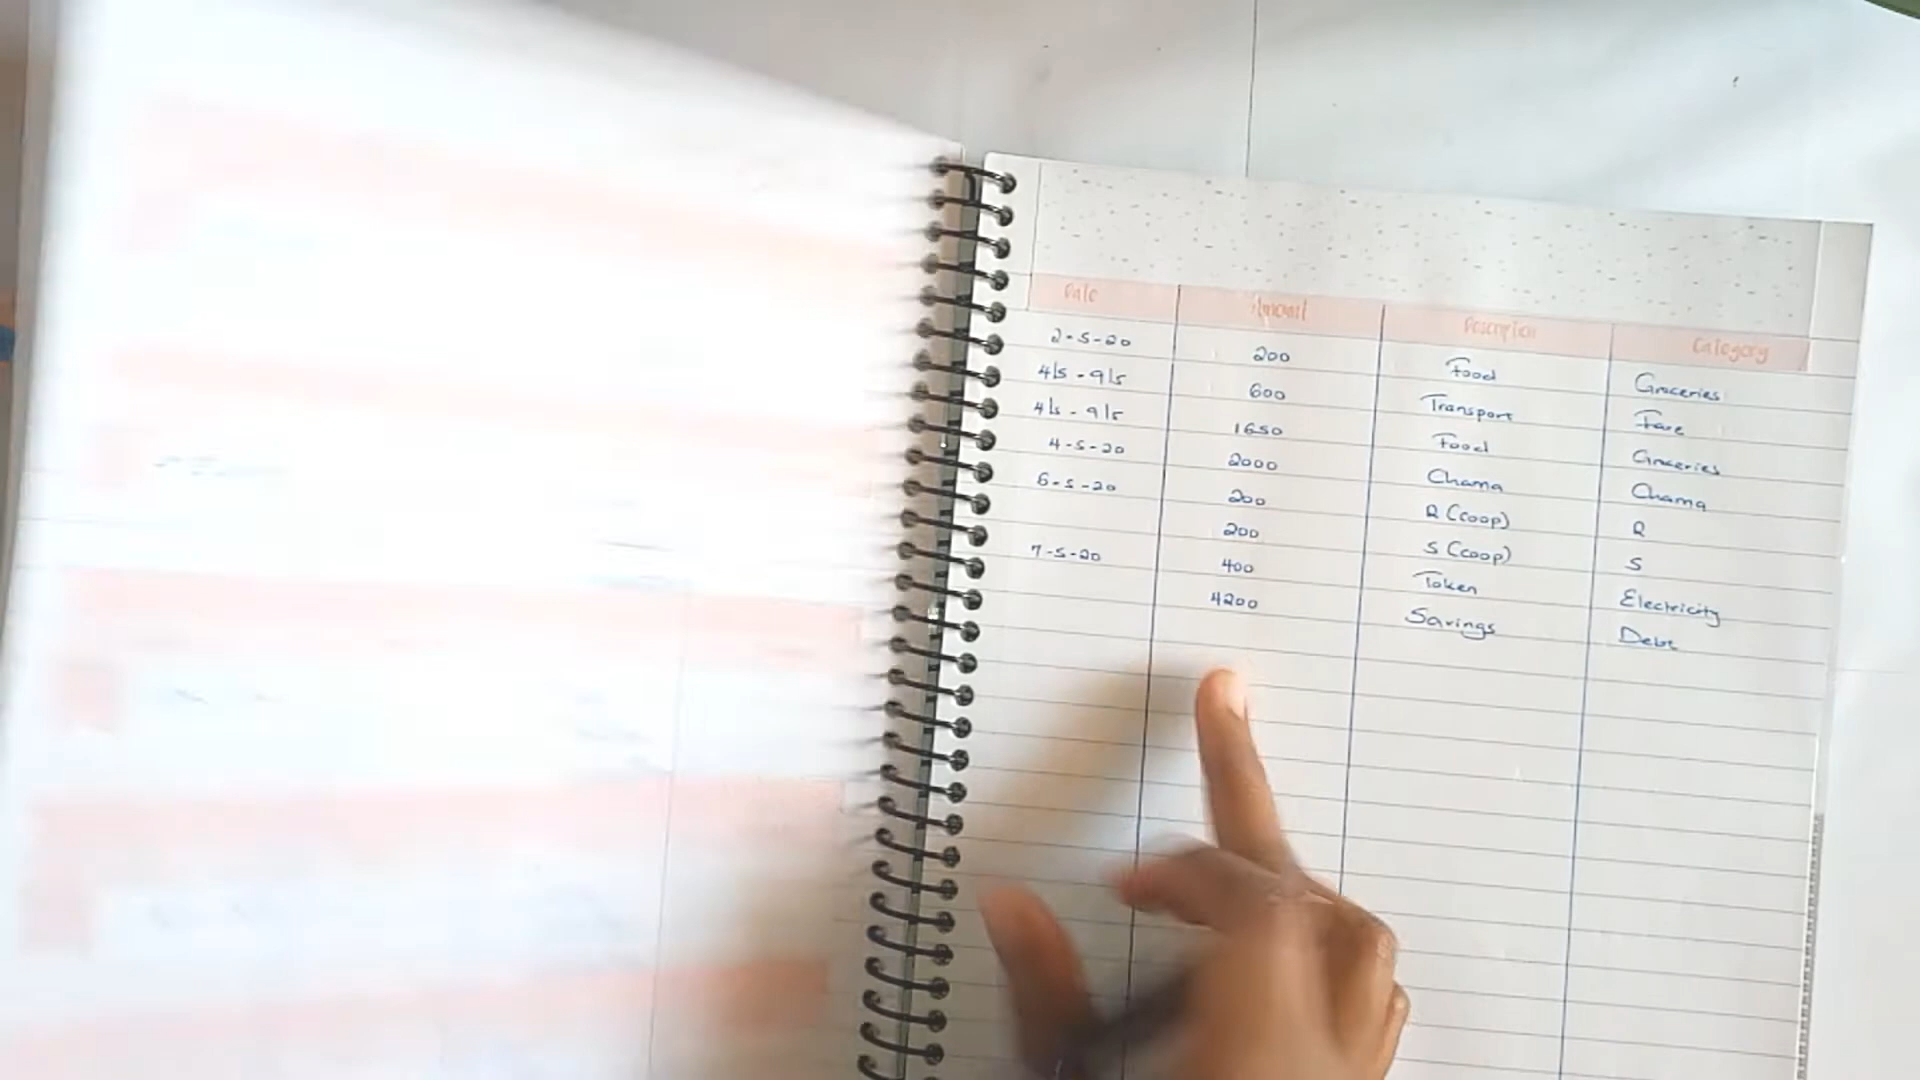 Date Amount Description Category
2-5-20 200 Food Groceries
4/5 - 9/5 600 Transport Fare
4/5 - 9/5 1650 Food Groceries
4-5-20 2000 Chama Chama
6-5-20 200 R (coop) R
200 S (coop) S
7-5-20 400 Token Electricity
4200 Savings Debt